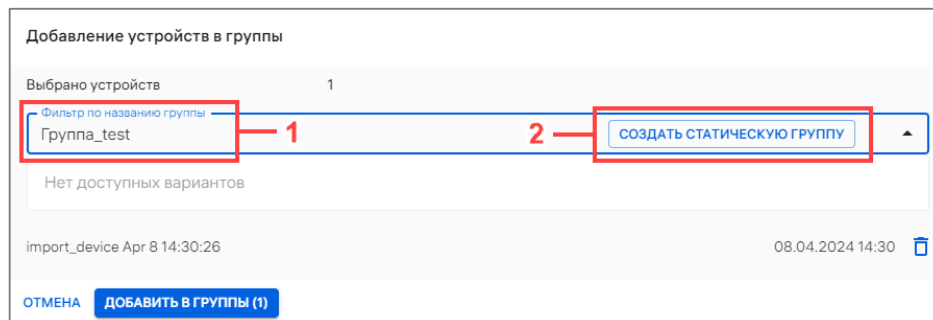 Добавление устройств в группы
Выбрано устройств 1
Фильтр по названию группы
Группа_test 1 2 СОЗДАТЬ СТАТИЧЕСКУЮ ГРУППУ
Нет доступных вариантов
import_device Apr 8 14:30:26 08.04.2024 14:30
ОТМЕНА ДОБАВИТЬ В ГРУППЫ (1)